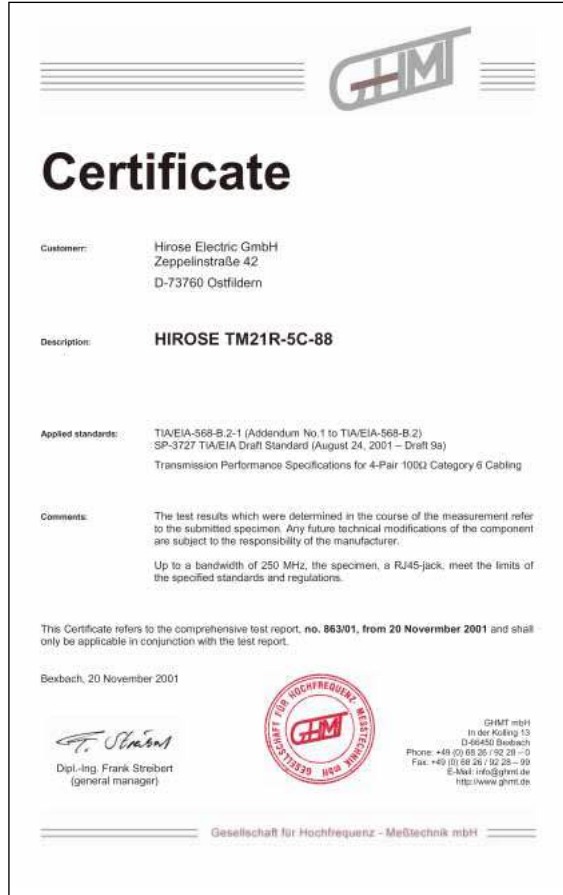 GHMT
Certificate
Customerr:
Hirose Electric GmbH
Zeppelinstraße 42
D-73760 Ostfildern
Description:
HIROSE TM21R-5C-88
Applied standards:
TIA/EIA-568-B.2-1 (Addendum No.1 to TIA/EIA-568-B.2)
SP-3727 TIA/EIA Draft Standard (August 24, 2001 – Draft 9a)
Transmission Performance Specifications for 4-Pair 100Ω Category 6 Cabling
Comments:
The test results which were determined in the course of the measurement refer
to the submitted specimen. Any future technical modifications of the component
are subject to the responsibility of the manufacturer.
Up to a bandwidth of 250 MHz, the specimen, a RJ45-jack, meet the limits of
the specified standards and regulations.
This Certificate refers to the comprehensive test report, no. 863/01, from 20 Novermber 2001 and shall
only be applicable in conjunction with the test report.
Bexbach, 20 November 2001
F. Streibert
Dipl.-Ing. Frank Streibert
(general manager)
GESELLSCHAFT FÜR HOCHFREQUENZ- MESSTECHNIK mbH
GHMT
GHMT mbH
In der Kolling 13
D-66450 Bexbach
Phone: +49 (0) 68 26 / 92 28 – 0
Fax: +49 (0) 68 26 / 92 28 – 99
E-Mail: info@ghmt.de
http://www.ghmt.de
Gesellschaft für Hochfrequenz - Meßtechnik mbH